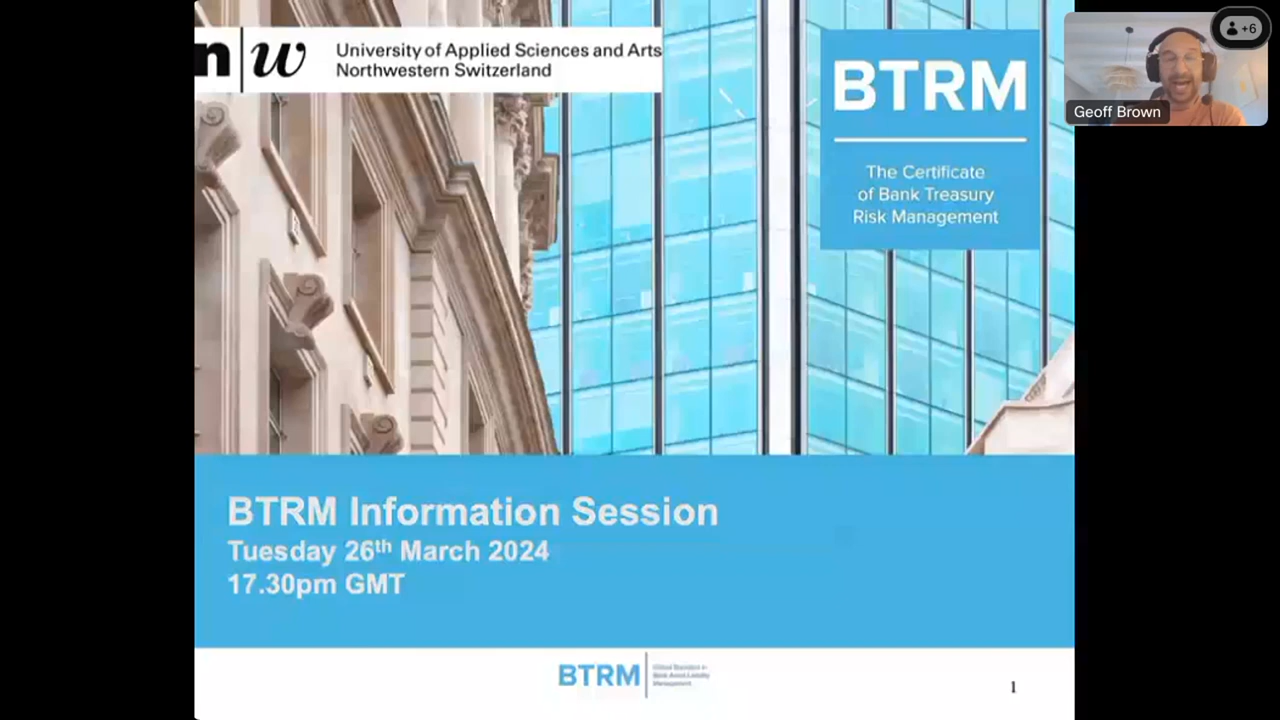 n w
University of Applied Sciences and Arts
Northwestern Switzerland
BTRM
The Certificate
of Bank Treasury
Risk Management
+6
Geoff Brown
BTRM Information Session
Tuesday 26th March 2024
17.30pm GMT
BTRM
1